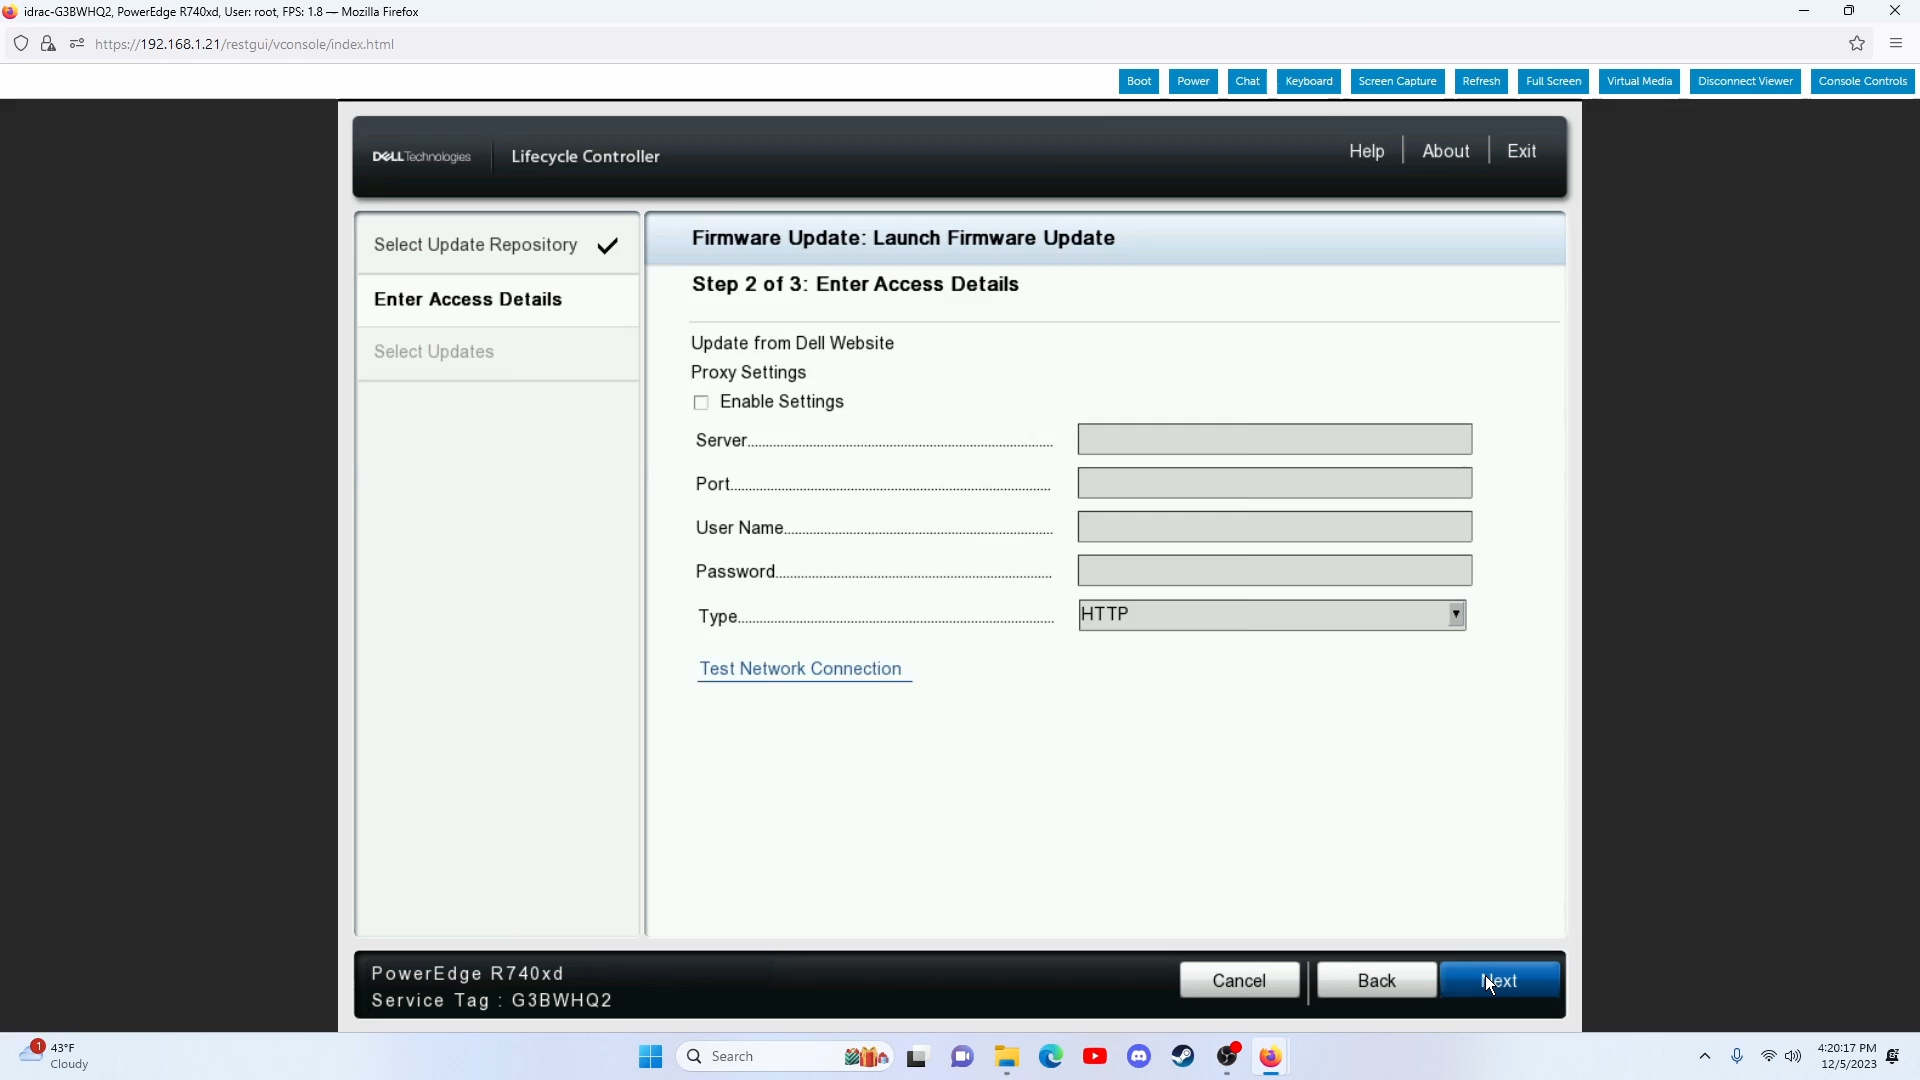 idrac-G3BWHQ2, PowerEdge R740xd, User: root, FPS: 1.8 — Mozilla Firefox
https://192.168.1.21/restgui/vconsole/index.html
Boot Power Chat Keyboard Screen Capture Refresh Full Screen Virtual Media Disconnect Viewer Console Controls
DELLTechnologies Lifecycle Controller Help About Exit
Select Update Repository
Enter Access Details
Select Updates
Firmware Update: Launch Firmware Update
Step 2 of 3: Enter Access Details
Update from Dell Website
Proxy Settings
Enable Settings
Server
Port
User Name
Password
Type HTTP
Test Network Connection
PowerEdge R740xd
Service Tag : G3BWHQ2
Cancel Back Next
1
43°F
Cloudy
Search
4:20:17 PM
12/5/2023